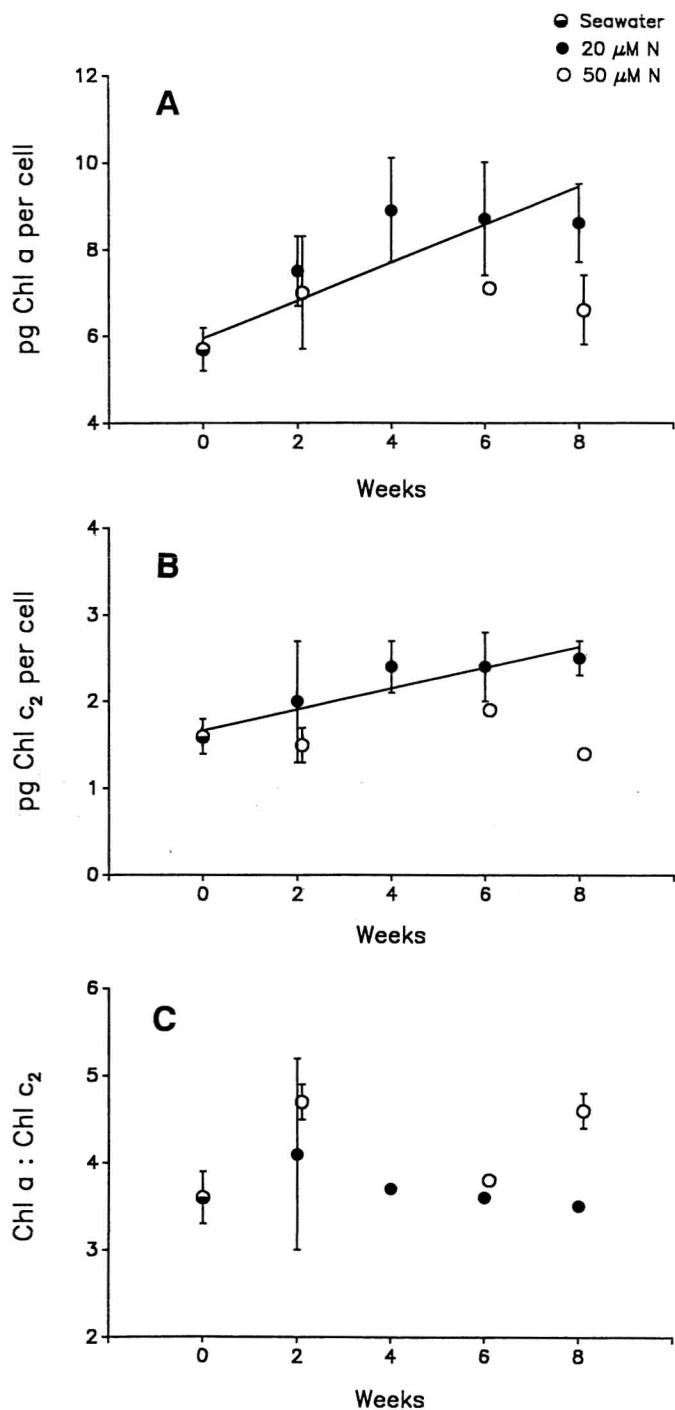 Seawater
20 μM N
50 μM N
A
12
10
8
6
4
pg Chl a per cell
0 2 4 6 8
Weeks
B
4
3
2
1
0
pg Chl c₂ per cell
0 2 4 6 8
Weeks
C
6
5
4
3
2
Chl a : Chl c₂
0 2 4 6 8
Weeks